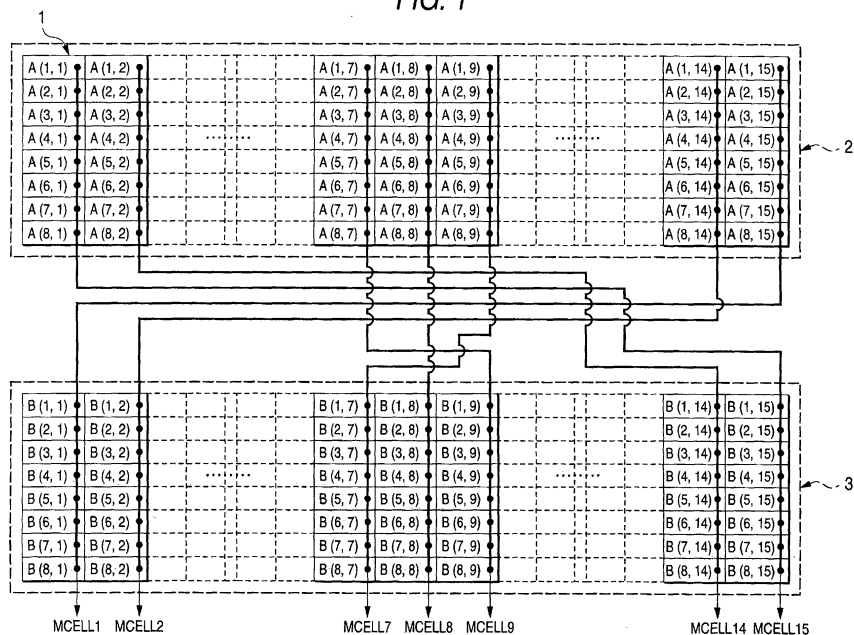 FIG. 1
1
A (1, 1) A (1, 2) A (1, 7) A (1, 8) A (1, 9) A (1, 14) A (1, 15)
A (2, 1) A (2, 2) A (2, 7) A (2, 8) A (2, 9) A (2, 14) A (2, 15)
A (3, 1) A (3, 2) A (3, 7) A (3, 8) A (3, 9) A (3, 14) A (3, 15)
A (4, 1) A (4, 2) ....... A (4, 7) A (4, 8) A (4, 9) ....... A (4, 14) A (4, 15)
2
A (5, 1) A (5, 2) A (5, 7) A (5, 8) A (5, 9) A (5, 14) A (5, 15)
A (6, 1) A (6, 2) A (6, 7) A (6, 8) A (6, 9) A (6, 14) A (6, 15)
A (7, 1) A (7, 2) A (7, 7) A (7, 8) A (7, 9) A (7, 14) A (7, 15)
A (8, 1) A (8, 2) A (8, 7) A (8, 8) A (8, 9) A (8, 14) A (8, 15)
B (1, 1) B (1, 2) B (1, 7) B (1, 8) B (1, 9) B (1, 14) B (1, 15)
B (2, 1) B (2, 2) B (2, 7) B (2, 8) B (2, 9) B (2, 14) B (2, 15)
B (3, 1) B (3, 2) B (3, 7) B (3, 8) B (3, 9) B (3, 14) B (3, 15)
B (4, 1) B (4, 2) ....... B (4, 7) B (4, 8) B (4, 9) ....... B (4, 14) B (4, 15)
3
B (5, 1) B (5, 2) B (5, 7) B (5, 8) B (5, 9) B (5, 14) B (5, 15)
B (6, 1) B (6, 2) B (6, 7) B (6, 8) B (6, 9) B (6, 14) B (6, 15)
B (7, 1) B (7, 2) B (7, 7) B (7, 8) B (7, 9) B (7, 14) B (7, 15)
B (8, 1) B (8, 2) B (8, 7) B (8, 8) B (8, 9) B (8, 14) B (8, 15)
MCELL1 MCELL2 MCELL7 MCELL8 MCELL9 MCELL14 MCELL15